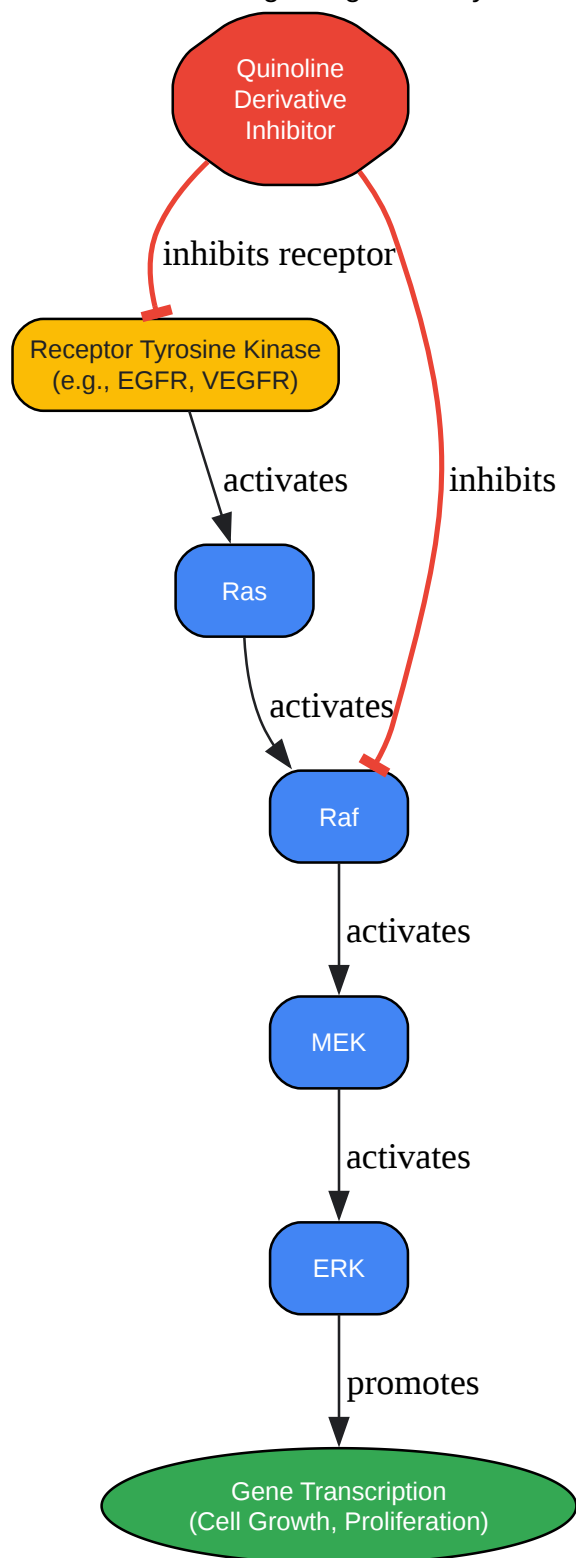 Quinoline
Derivative
Inhibitor
inhibits receptor
Receptor Tyrosine Kinase
(e.g., EGFR, VEGFR)
activates
inhibits
Ras
activates
Raf
activates
MEK
activates
ERK
promotes
Gene Transcription
(Cell Growth, Proliferation)